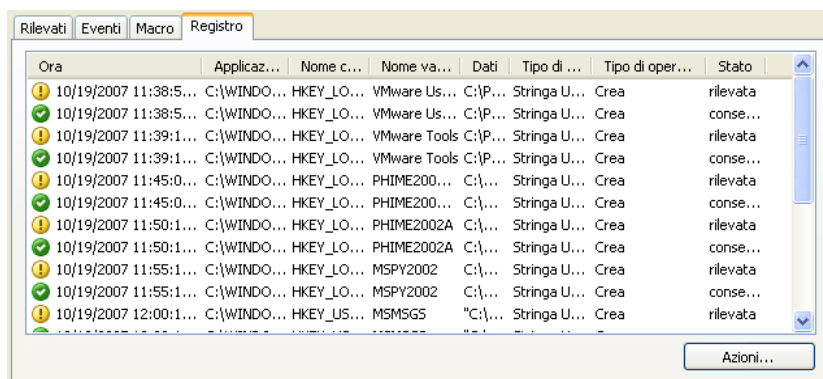 Rilevati Eventi Macro Registro
Ora Applicaz... Nome c... Nome va... Dati Tipo di ... Tipo di oper... Stato
10/19/2007 11:38:5... C:\WINDO... HKEY_LO... VMware Us... C:\P... Stringa U... Crea rilevata
10/19/2007 11:38:5... C:\WINDO... HKEY_LO... VMware Us... C:\P... Stringa U... Crea conse...
10/19/2007 11:39:1... C:\WINDO... HKEY_LO... VMware Tools C:\P... Stringa U... Crea rilevata
10/19/2007 11:39:1... C:\WINDO... HKEY_LO... VMware Tools C:\P... Stringa U... Crea conse...
10/19/2007 11:45:0... C:\WINDO... HKEY_LO... PHIME200... C:\... Stringa U... Crea rilevata
10/19/2007 11:45:0... C:\WINDO... HKEY_LO... PHIME200... C:\... Stringa U... Crea conse...
10/19/2007 11:50:1... C:\WINDO... HKEY_LO... PHIME2002A C:\... Stringa U... Crea rilevata
10/19/2007 11:50:1... C:\WINDO... HKEY_LO... PHIME2002A C:\... Stringa U... Crea conse...
10/19/2007 11:55:1... C:\WINDO... HKEY_LO... MSPY2002 C:\... Stringa U... Crea rilevata
10/19/2007 11:55:1... C:\WINDO... HKEY_LO... MSPY2002 C:\... Stringa U... Crea conse...
10/19/2007 12:00:1... C:\WINDO... HKEY_US... MSMSGS "C:\... Stringa U... Crea rilevata
Azioni...